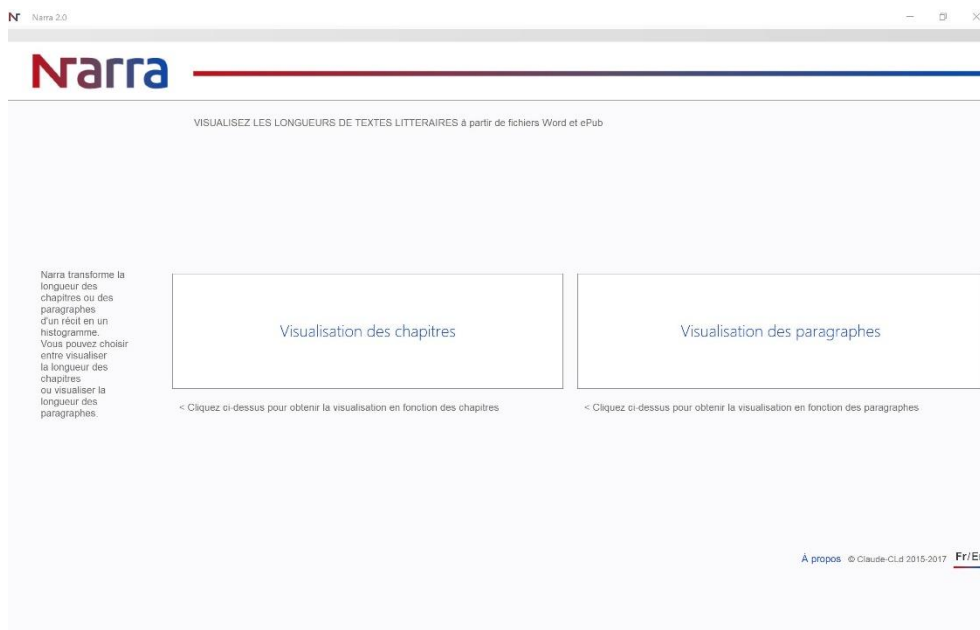 Narra 2.0
Narra
VISUALISEZ LES LONGUEURS DE TEXTES LITTERAIRES á partir de fichiers Word et ePub
Narra transforme la
longueur des
chapitres ou des
paragraphes
d'un récit en un
histogramme.
Vous pouvez choisir
entre visualiser
la longueur des
chapitres
ou visualiser la
longueur des
paragraphes.
Visualisation des chapitres
< Cliquez ci-dessus pour obtenir la visualisation en fonction des chapitres
Visualisation des paragraphes
< Cliquez ci-dessus pour obtenir la visualisation en fonction des paragraphes
Á propos © Claude-CLd 2015-2017 Fr/En